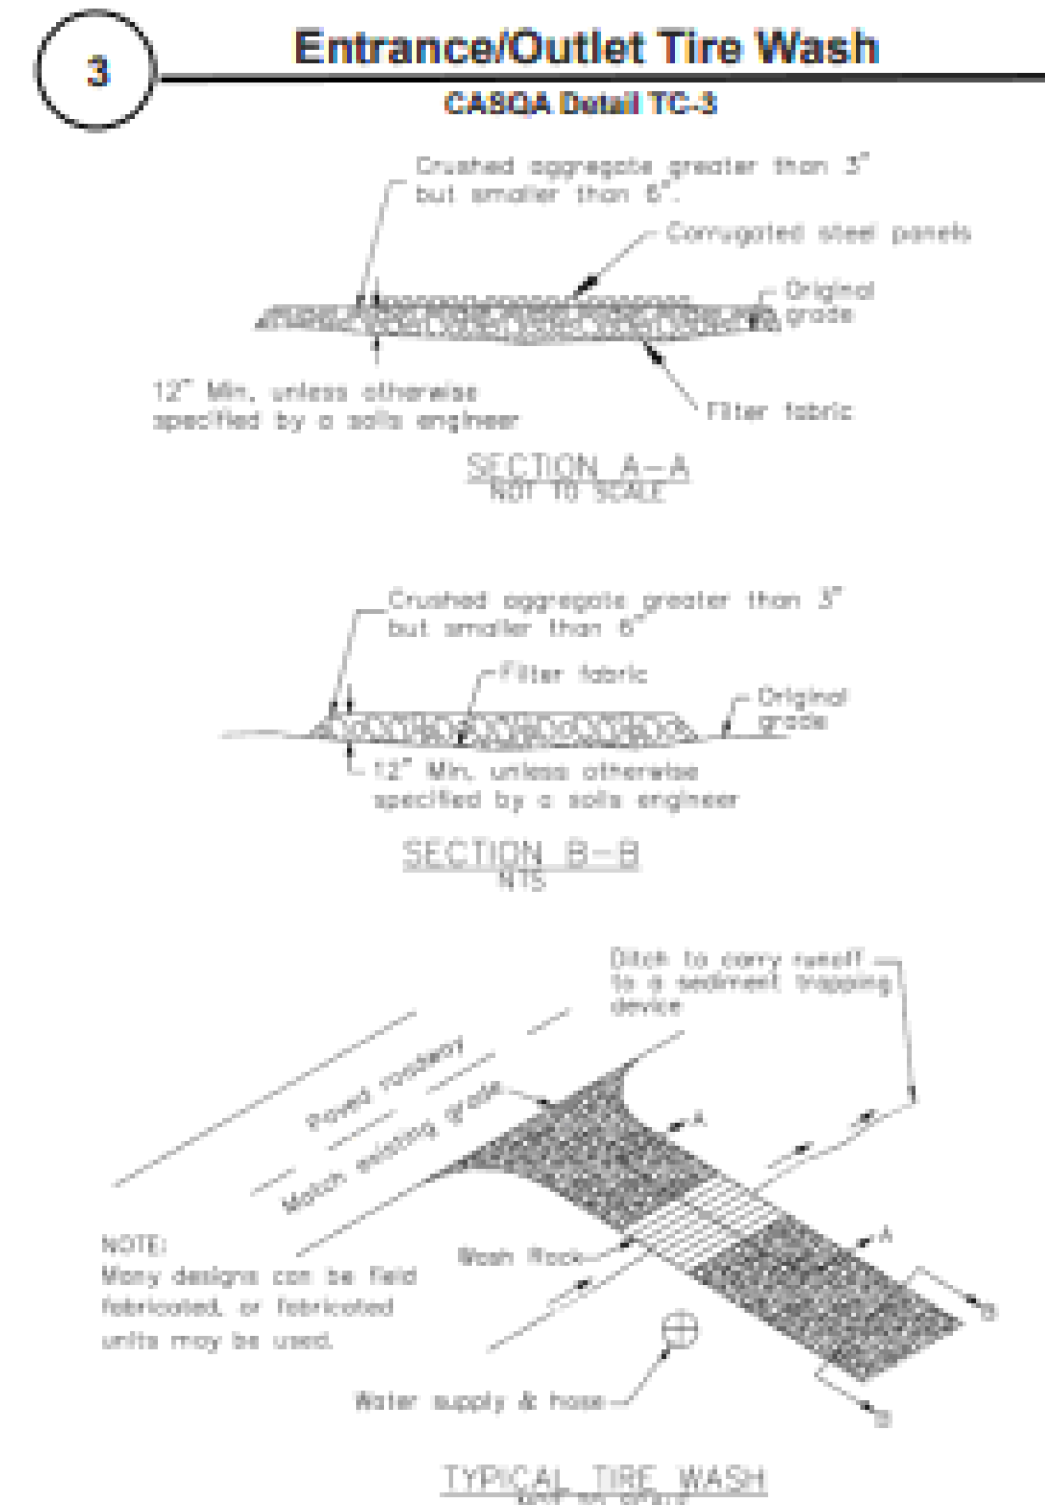 3
Entrance/Outlet Tire Wash
CASQA Detail TC-3
Crushed aggregate greater than 3"
but smaller than 6".
Corrugated steel panels
Original
grade
12" Min. unless otherwise
specified by a soils engineer
Filter fabric
SECTION A-A
NOT TO SCALE
Crushed aggregate greater than 3"
but smaller than 6"
Filter fabric
Original
grade
12" Min. unless otherwise
specified by a soils engineer
SECTION B-B
NTS
Ditch to carry runoff
to a sediment trapping
device
Paved roadway
Match existing grade
A
A
NOTE:
Many designs can be field
fabricated, or fabricated
units may be used.
Wash Rack
B
Water supply & hose
B
TYPICAL TIRE WASH
NOT TO SCALE